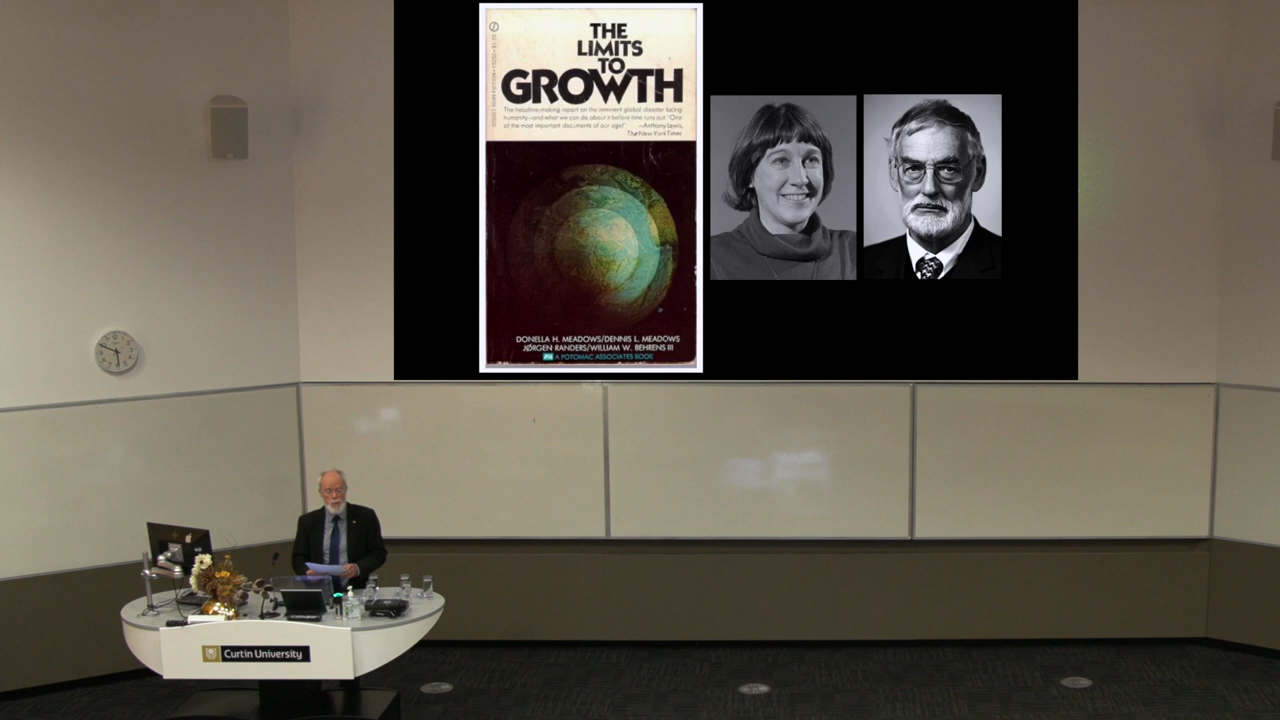 THE
LIMITS
TO
GROWTH
The headline-making report on the imminent global disaster facing
humanity—and what we can do about it before time runs out. "One
of the most important documents of our age!" —Anthony Lewis,
The New York Times
DONELLA H. MEADOWS/DENNIS L. MEADOWS
JØRGEN RANDERS/WILLIAM W. BEHRENS III
A POTOMAC ASSOCIATES BOOK
Curtin University